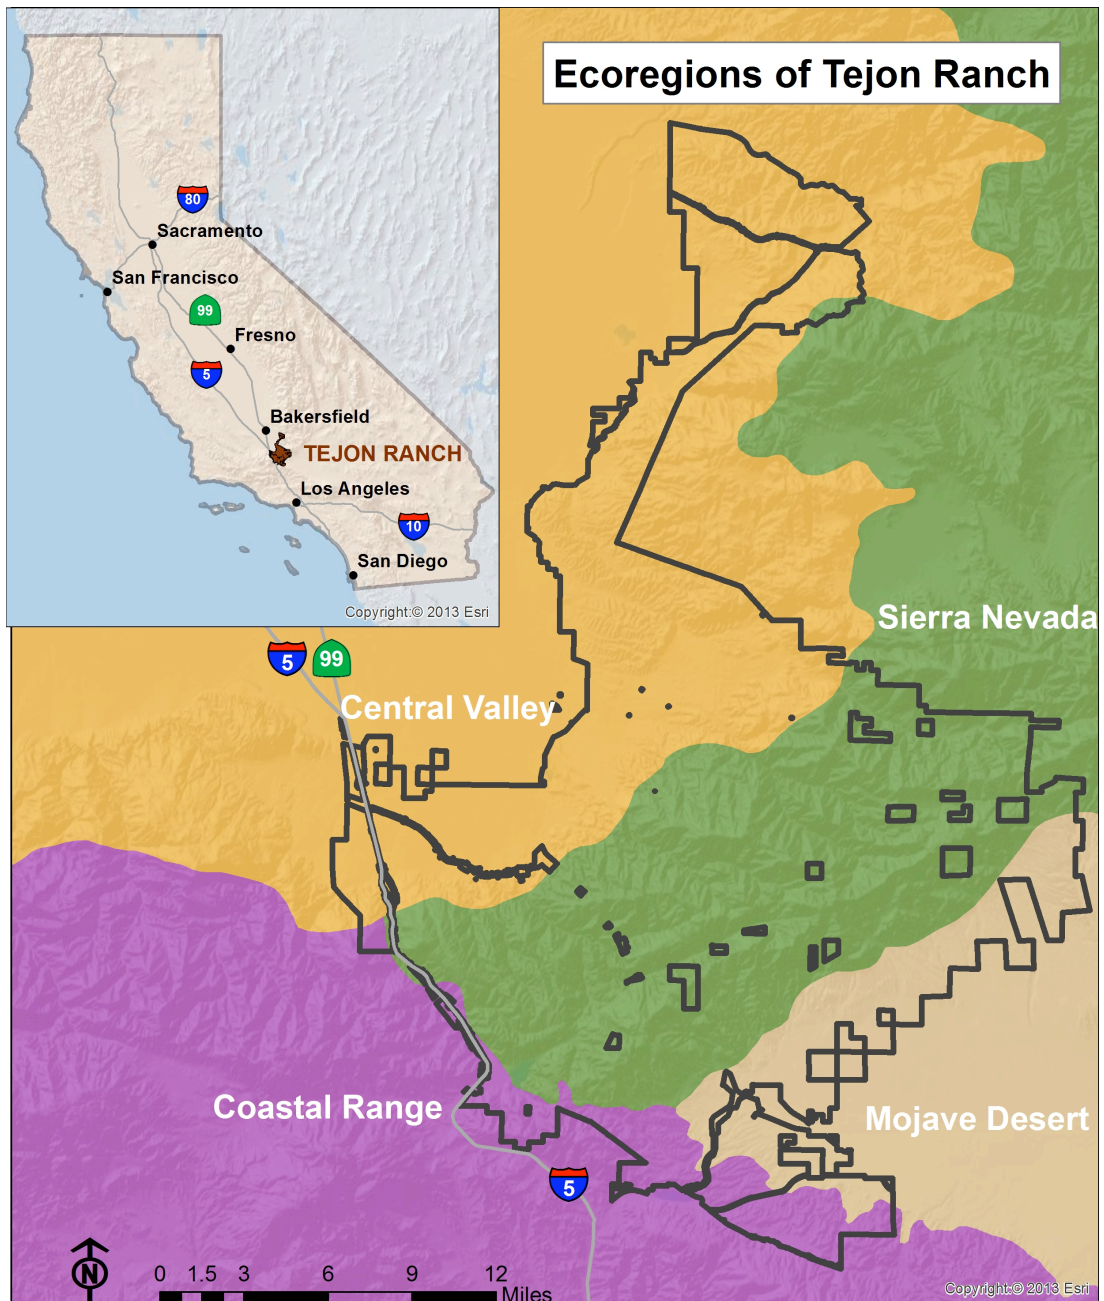 Ecoregions of Tejon Ranch
80
Sacramento
San Francisco
99
Fresno
5
Bakersfield
TEJON RANCH
Los Angeles
10
San Diego
Copyright:© 2013 Esri
Sierra Nevada
5
99
Central Valley
Coastal Range
Mojave Desert
5
N
0 1.5 3 6 9 12
Miles
Copyright:© 2013 Esri